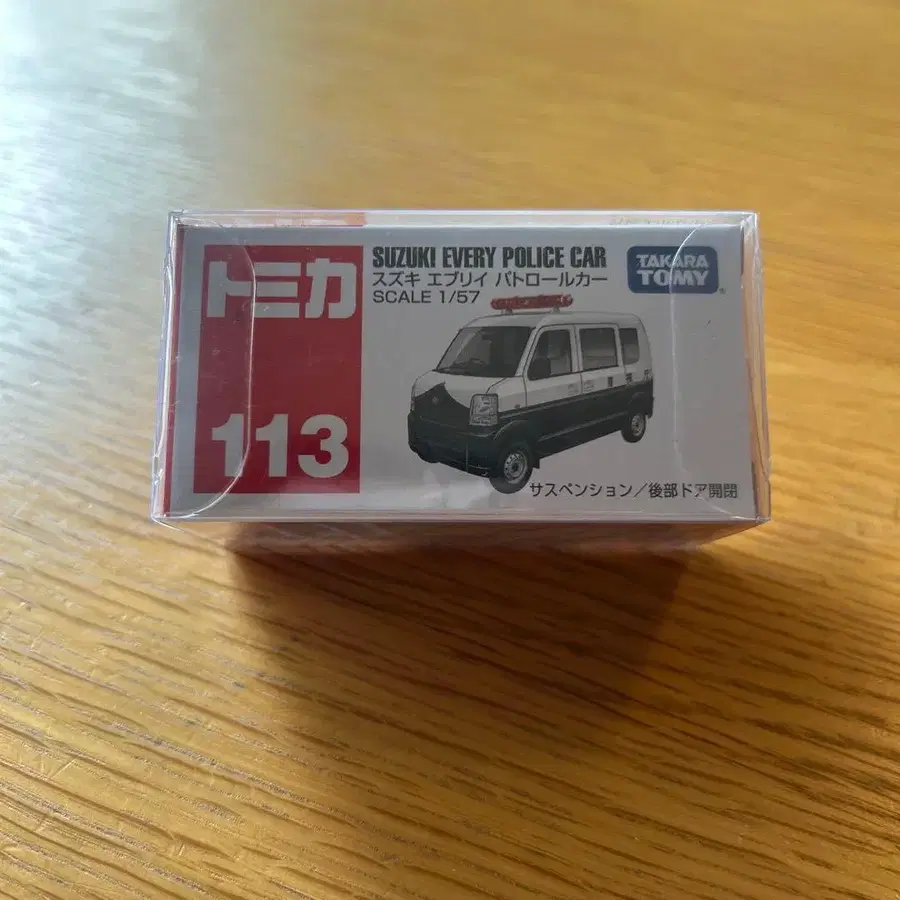 トミカ
113
SUZUKI EVERY POLICE CAR
スズキ エブリイ パトロールカー
SCALE 1/57
TAKARA
TOMY
®
サスペンション/後部ドア開閉